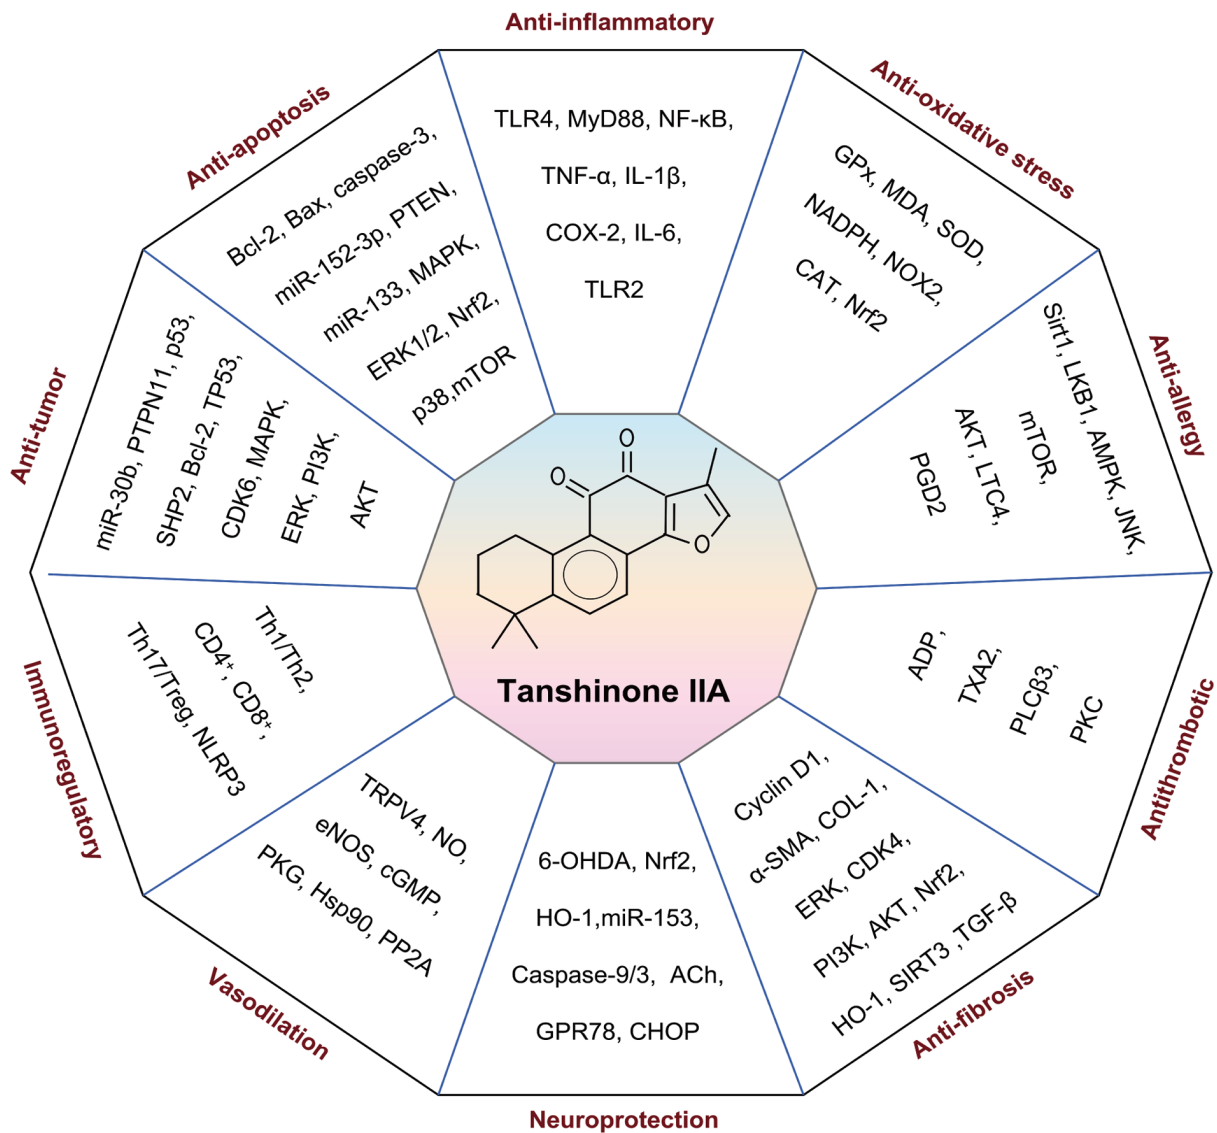 Anti-inflammatory
TLR4, MyD88, NF-κB,
TNF-α, IL-1β,
COX-2, IL-6,
TLR2
Anti-oxidative stress
GPx, MDA, SOD,
NADPH, NOX2,
CAT, Nrf2
Anti-allergy
Sirt1, LKB1, AMPK, JNK,
mTOR,
AKT, LTC4,
PGD2
Antithrombotic
ADP,
TXA2,
PLCβ3,
PKC
Anti-fibrosis
Cyclin D1,
α-SMA, COL-1,
ERK, CDK4,
PI3K, AKT, Nrf2,
HO-1, SIRT3 ,TGF-β
Neuroprotection
6-OHDA, Nrf2,
HO-1,miR-153,
Caspase-9/3, ACh,
GPR78, CHOP
Vasodilation
TRPV4, NO,
eNOS, cGMP,
PKG, Hsp90, PP2A
Immunoregulatory
Th1/Th2,
CD4⁺, CD8⁺,
Th17/Treg, NLRP3
Anti-tumor
miR-30b, PTPN11, p53,
SHP2, Bcl-2, TP53,
CDK6, MAPK,
ERK, PI3K,
AKT
Anti-apoptosis
Bcl-2, Bax, caspase-3,
miR-152-3p, PTEN,
miR-133, MAPK,
ERK1/2, Nrf2,
p38,mTOR
O
O
O
Tanshinone IIA